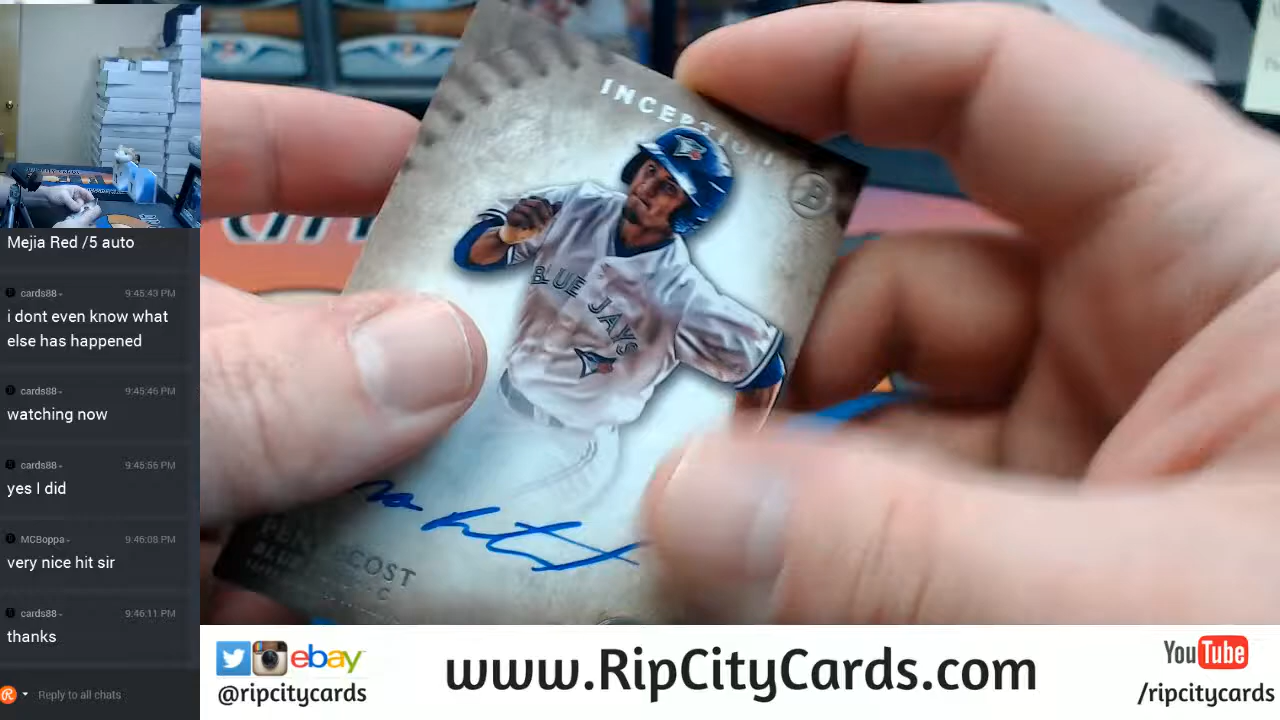 Mejia Red /5 auto
cards88-
9:45:43 PM
i dont even know what
else has happened
cards88-
9:45:46 PM
watching now
cards88-
9:45:56 PM
yes I did
MCBoppa-
9:46:08 PM
very nice hit sir
cards88-
9:46:11 PM
thanks
Reply to all chats
INCEPTION
B
BLUE JAYS
COST
C
ebay
@ripcitycards
www.RipCityCards.com
YouTube
/ripcitycards